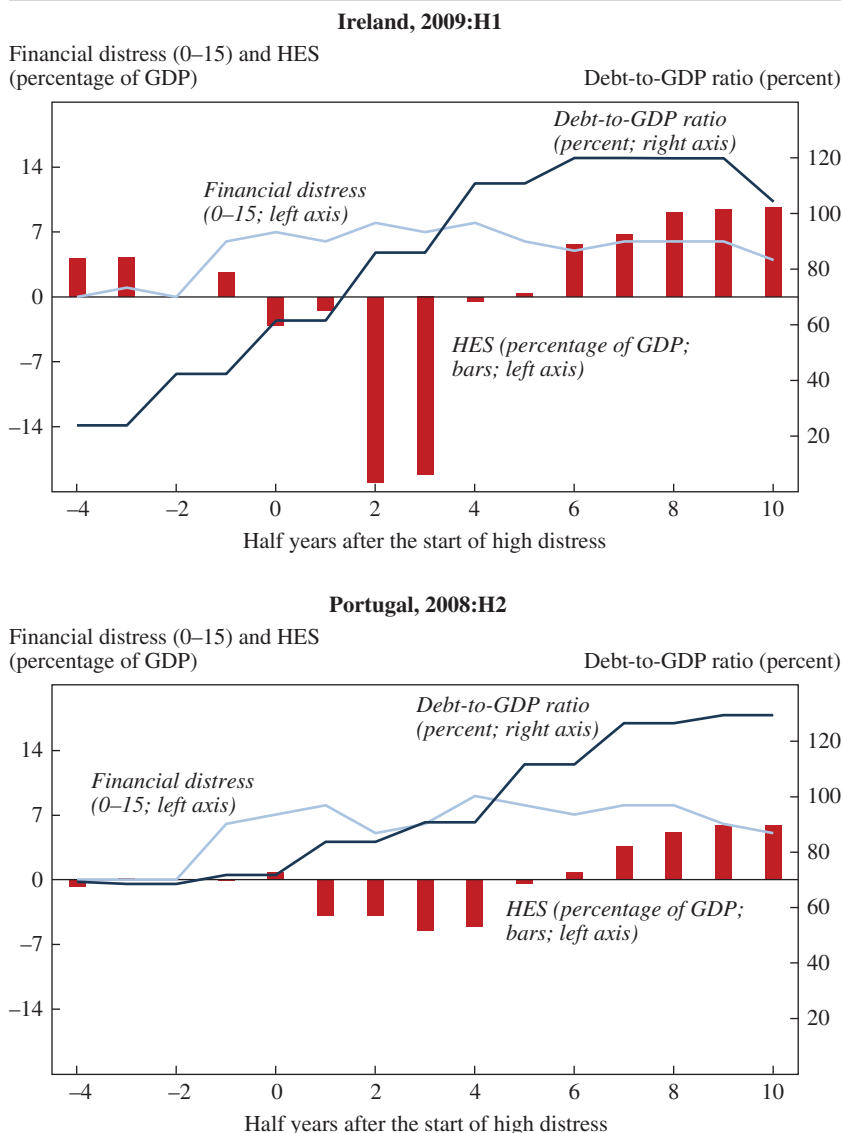 Ireland, 2009:H1
Financial distress (0–15) and HES
(percentage of GDP)
Debt-to-GDP ratio (percent)
Debt-to-GDP ratio
(percent; right axis)
Financial distress
(0–15; left axis)
HES (percentage of GDP;
bars; left axis)
14
7
0
–7
–14
120
100
80
60
40
20
–4 –2 0 2 4 6 8 10
Half years after the start of high distress
Portugal, 2008:H2
Financial distress (0–15) and HES
(percentage of GDP)
Debt-to-GDP ratio (percent)
Debt-to-GDP ratio
(percent; right axis)
Financial distress
(0–15; left axis)
HES (percentage of GDP;
bars; left axis)
14
7
0
–7
–14
120
100
80
60
40
20
–4 –2 0 2 4 6 8 10
Half years after the start of high distress